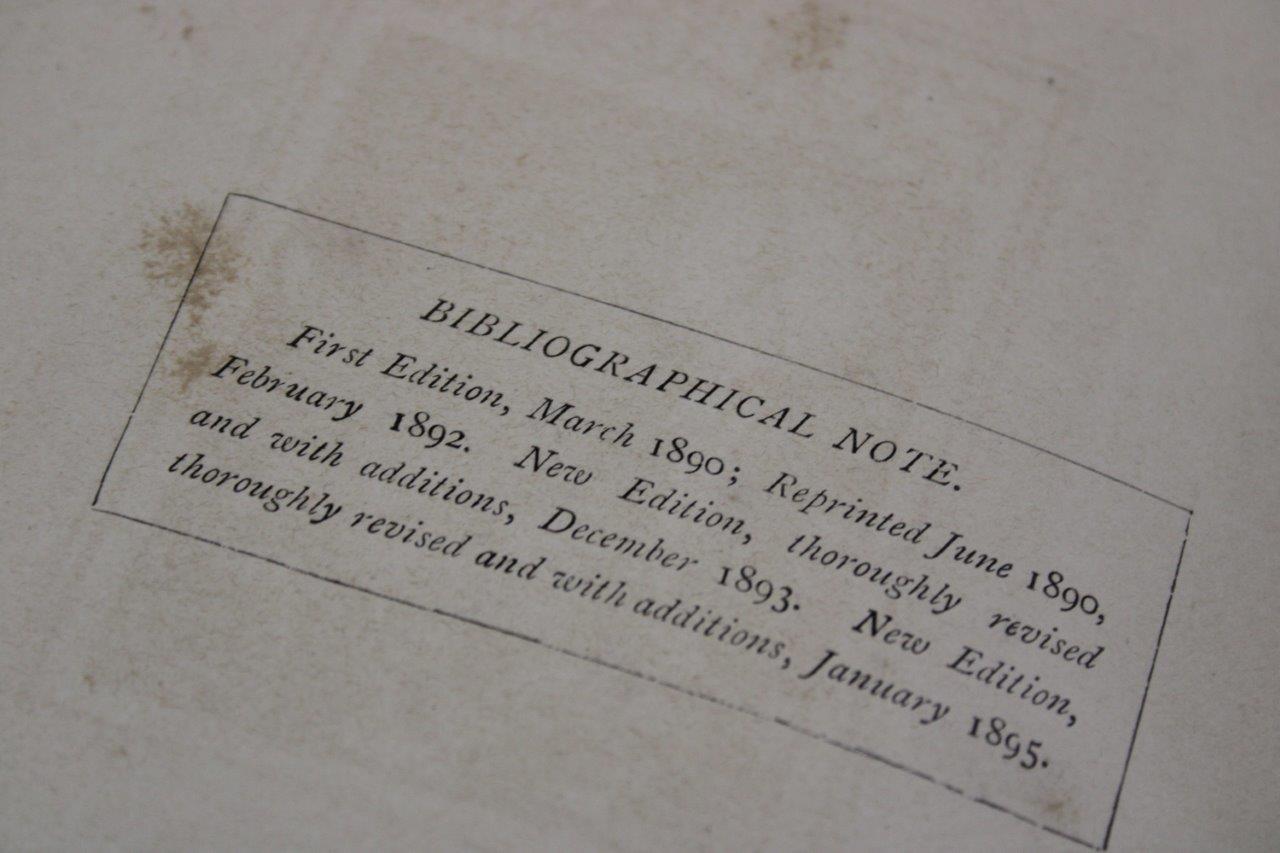 BIBLIOGRAPHICAL NOTE.
First Edition, March 1890; Reprinted June 1890,
February 1892. New Edition, thoroughly revised
and with additions, December 1893. New Edition,
thoroughly revised and with additions, January 1895.